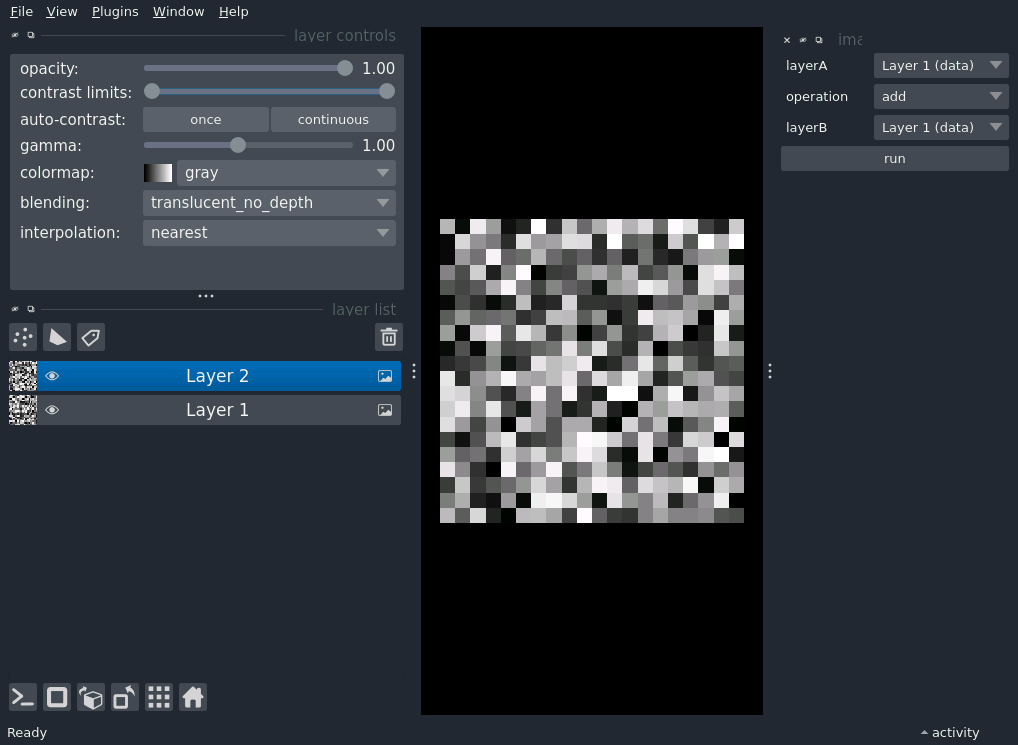 File View Plugins Window Help
layer controls
opacity: 1.00
contrast limits:
auto-contrast: once continuous
gamma: 1.00
colormap: gray
blending: translucent_no_depth
interpolation: nearest
layer list
Layer 2
Layer 1
ima
layerA Layer 1 (data)
operation add
layerB Layer 1 (data)
run
Ready
activity